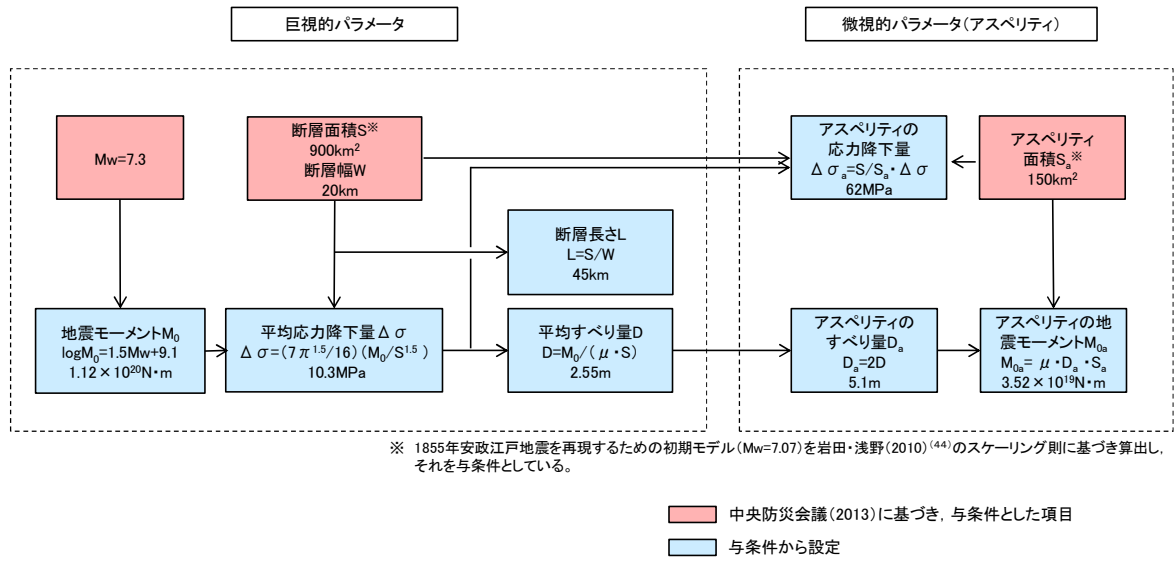 巨視的パラメータ
微視的パラメータ(アスペリティ)
Mw=7.3
断層面積S※
900km²
断層幅W
20km
アスペリティの
応力降下量
Δσa=S/Sa・Δσ
62MPa
アスペリティ
面積Sa※
150km²
断層長さL
L=S/W
45km
地震モーメントM₀
logM₀=1.5Mw+9.1
1.12×10²⁰N・m
平均応力降下量Δσ
Δσ=(7π¹·⁵/16)(M₀/S¹·⁵)
10.3MPa
平均すべり量D
D=M₀/(μ・S)
2.55m
アスペリティの
すべり量Da
Da=2D
5.1m
アスペリティの地
震モーメントM₀a
M₀a= μ・Da・Sa
3.52×10¹⁹N・m
※ 1855年安政江戸地震を再現するための初期モデル(Mw=7.07)を岩田・浅野(2010)⁽⁴⁴⁾のスケーリング則に基づき算出し,
それを与条件としている。
中央防災会議(2013)に基づき, 与条件とした項目
与条件から設定